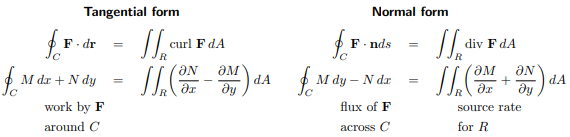 Tangential form Normal form
∮_C F · dr = ∬_R curl F dA ∮_C F · nds = ∬_R div F dA
∮_C M dx + N dy = ∬_R (∂N/∂x − ∂M/∂y) dA ∮_C M dy − N dx = ∬_R (∂M/∂x + ∂N/∂y) dA
work by F flux of F source rate
around C across C for R